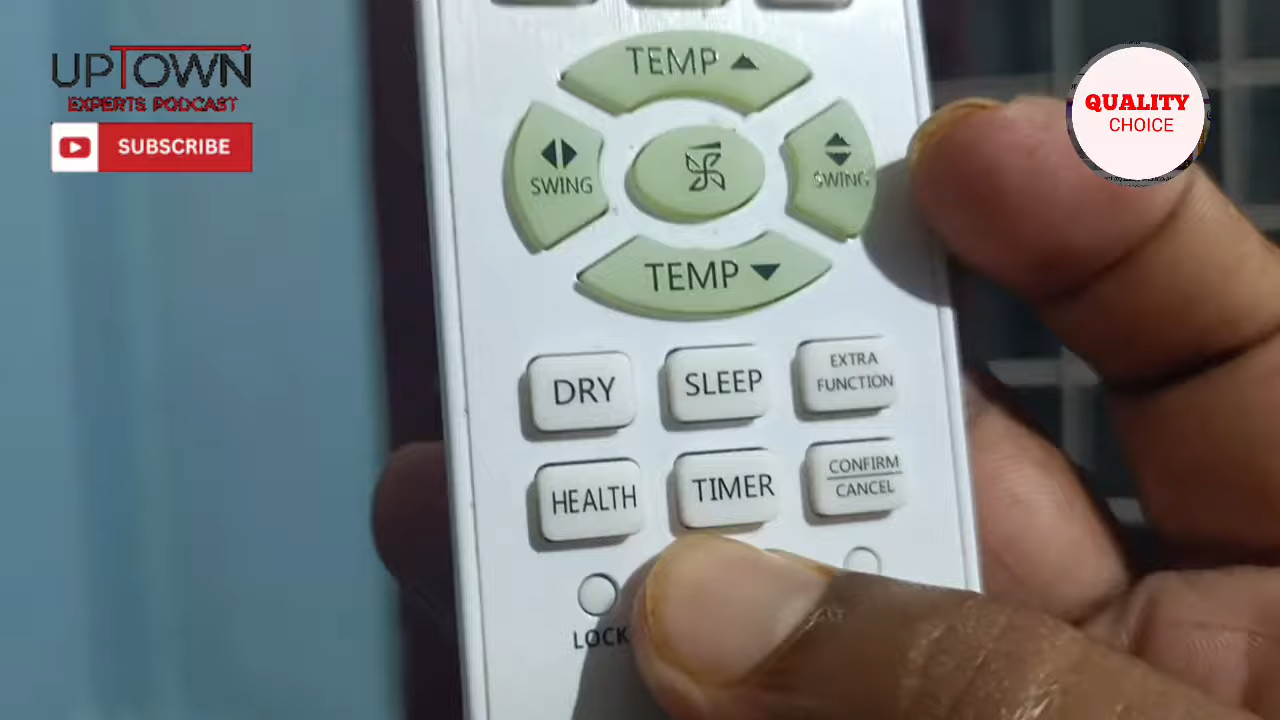 UPTOWN
EXPERTS PODCAST
SUBSCRIBE
QUALITY
CHOICE
TEMP
SWING
SWING
TEMP
DRY
SLEEP
EXTRA
FUNCTION
HEALTH
TIMER
CONFIRM
CANCEL
LOCK